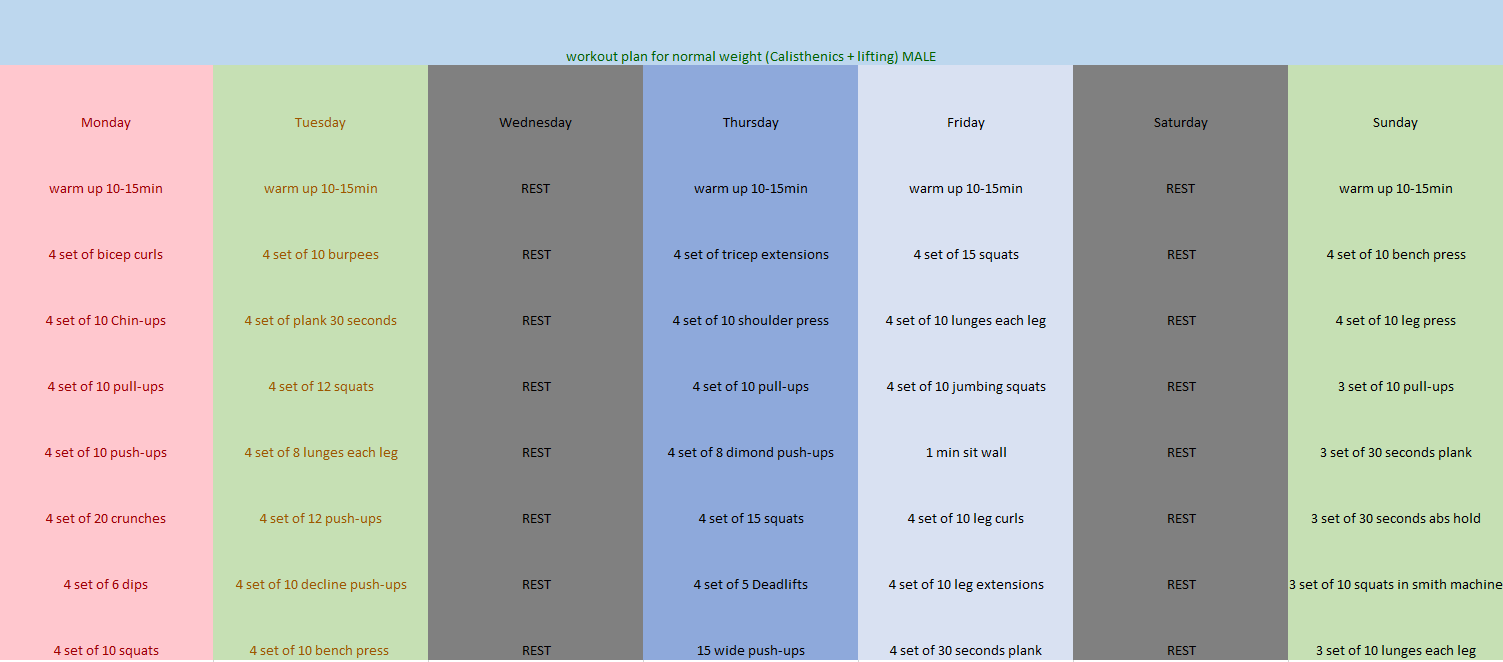 workout plan for normal weight (Calisthenics + lifting) MALE
Monday Tuesday Wednesday Thursday Friday Saturday Sunday
warm up 10-15min warm up 10-15min REST warm up 10-15min warm up 10-15min REST warm up 10-15min
4 set of bicep curls 4 set of 10 burpees REST 4 set of tricep extensions 4 set of 15 squats REST 4 set of 10 bench press
4 set of 10 Chin-ups 4 set of plank 30 seconds REST 4 set of 10 shoulder press 4 set of 10 lunges each leg REST 4 set of 10 leg press
4 set of 10 pull-ups 4 set of 12 squats REST 4 set of 10 pull-ups 4 set of 10 jumbing squats REST 3 set of 10 pull-ups
4 set of 10 push-ups 4 set of 8 lunges each leg REST 4 set of 8 dimond push-ups 1 min sit wall REST 3 set of 30 seconds plank
4 set of 20 crunches 4 set of 12 push-ups REST 4 set of 15 squats 4 set of 10 leg curls REST 3 set of 30 seconds abs hold
4 set of 6 dips 4 set of 10 decline push-ups REST 4 set of 5 Deadlifts 4 set of 10 leg extensions REST 3 set of 10 squats in smith machine
4 set of 10 squats 4 set of 10 bench press REST 15 wide push-ups 4 set of 30 seconds plank REST 3 set of 10 lunges each leg